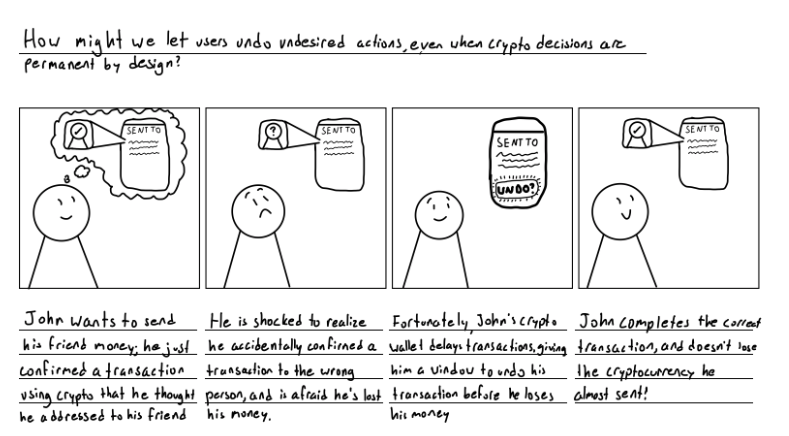 How might we let users undo undesired actions, even when crypto decisions are
permanent by design?
SENT TO
?
SENT TO
SENT TO
UNDO?
SENT TO
John wants to send
his friend money; he just
confirmed a transaction
using crypto that he thought
he addressed to his friend
He is shocked to realize
he accidentally confirmed a
transaction to the wrong
person, and is afraid he's lost
his money.
Fortunately, John's crypto
wallet delays transactions, giving
him a window to undo his
transaction before he loses
his money
John completes the correct
transaction, and doesn't lose
the cryptocurrency he
almost sent!